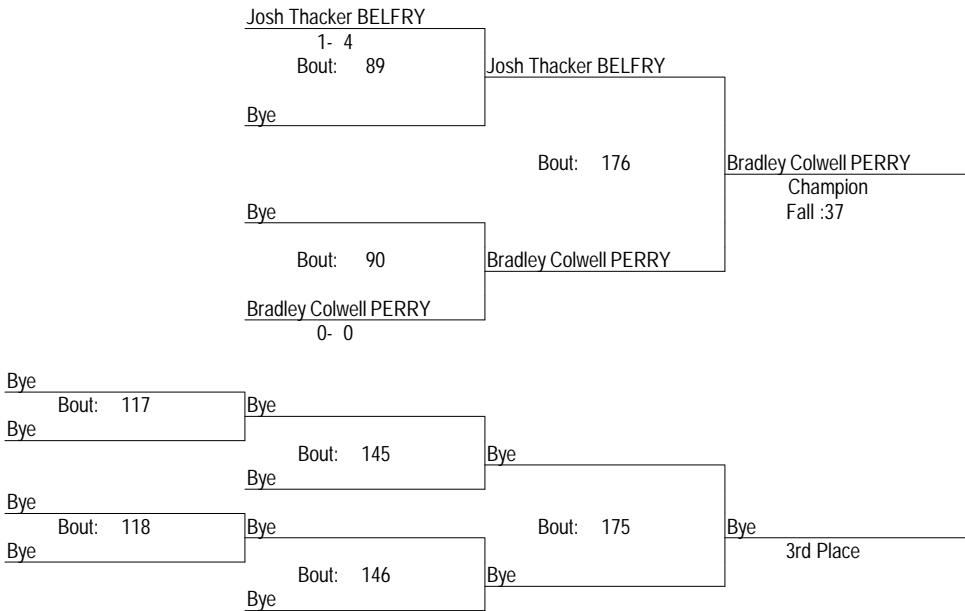 Josh Thacker BELFRY
1- 4
Bout: 89
Josh Thacker BELFRY
Bye
Bout: 176
Bradley Colwell PERRY
Champion
Fall :37
Bye
Bout: 90
Bradley Colwell PERRY
Bradley Colwell PERRY
0- 0
Bye
Bout: 117
Bye
Bye
Bout: 145
Bye
Bye
Bye
Bout: 118
Bye
Bye
Bout: 175
Bye
3rd Place
Bout: 146
Bye
Bye